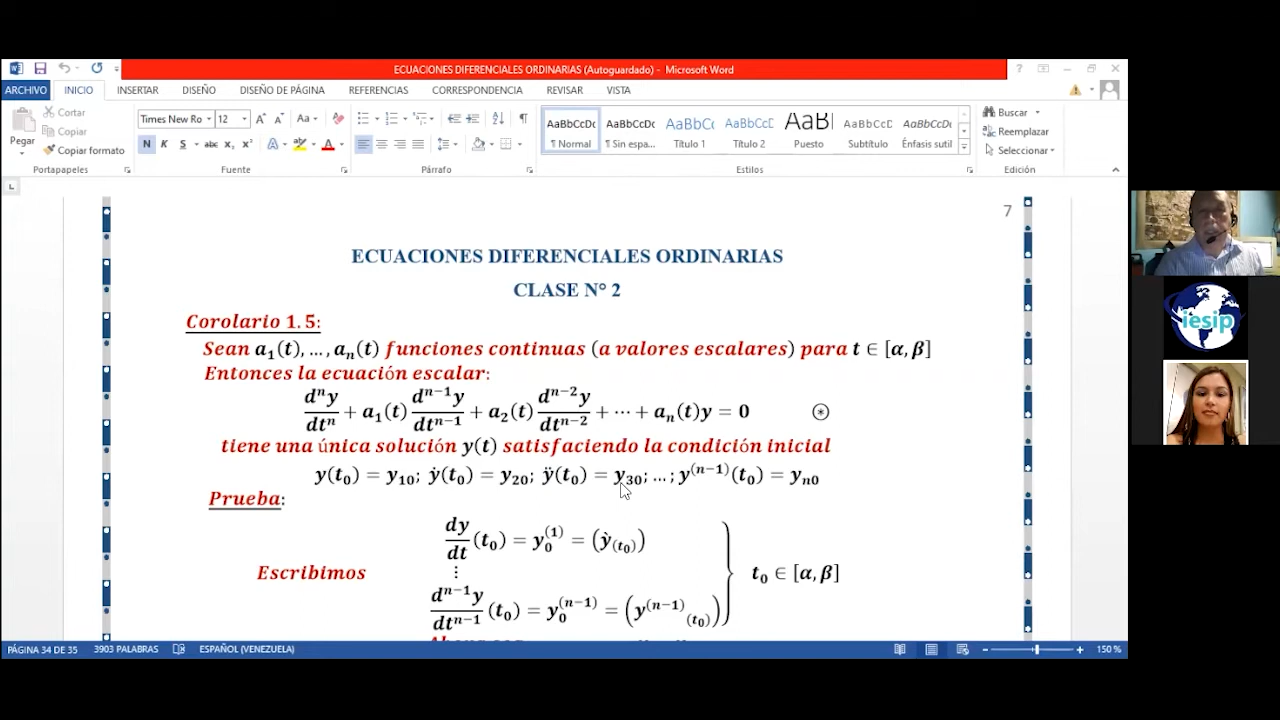 ECUACIONES DIFERENCIALES ORDINARIAS (Autoguardado) - Microsoft Word
ARCHIVO INICIO INSERTAR DISEÑO DISEÑO DE PÁGINA REFERENCIAS CORRESPONDENCIA REVISAR VISTA
Pegar
Cortar
Copiar
Copiar formato
Portapapeles
Times New Ro 12
N K S abc x₂ x²
Fuente
Párrafo
AaBbCcDc AaBbCcDc AaBbCc AaBbCcD AaB AaBbCcD AaBbCcDc
¶ Normal ¶ Sin espa... Título 1 Título 2 Puesto Subtítulo Énfasis sutil
Estilos
Buscar
Reemplazar
Seleccionar
Edición
7
ECUACIONES DIFERENCIALES ORDINARIAS
CLASE N° 2
Corolario 1.5:
Sean a₁(t), ..., aₙ(t) funciones continuas (a valores escalares) para t ∈ [α, β]
Entonces la ecuación escalar:
dⁿy/dtⁿ + a₁(t) dⁿ⁻¹y/dtⁿ⁻¹ + a₂(t) dⁿ⁻²y/dtⁿ⁻² + ⋯ + aₙ(t)y = 0 ⊛
tiene una única solución y(t) satisfaciendo la condición inicial
y(t₀) = y₁₀; ẏ(t₀) = y₂₀; ÿ(t₀) = y₃₀; ...; y⁽ⁿ⁻¹⁾(t₀) = yₙ₀
Prueba:
dy/dt (t₀) = y₀⁽¹⁾ = (ẏ₍t₀₎)
Escribimos ⋮ t₀ ∈ [α, β]
dⁿ⁻¹y/dtⁿ⁻¹ (t₀) = y₀⁽ⁿ⁻¹⁾ = (y⁽ⁿ⁻¹⁾₍t₀₎)
PÁGINA 34 DE 35 3903 PALABRAS ESPAÑOL (VENEZUELA) 150 %
iesip